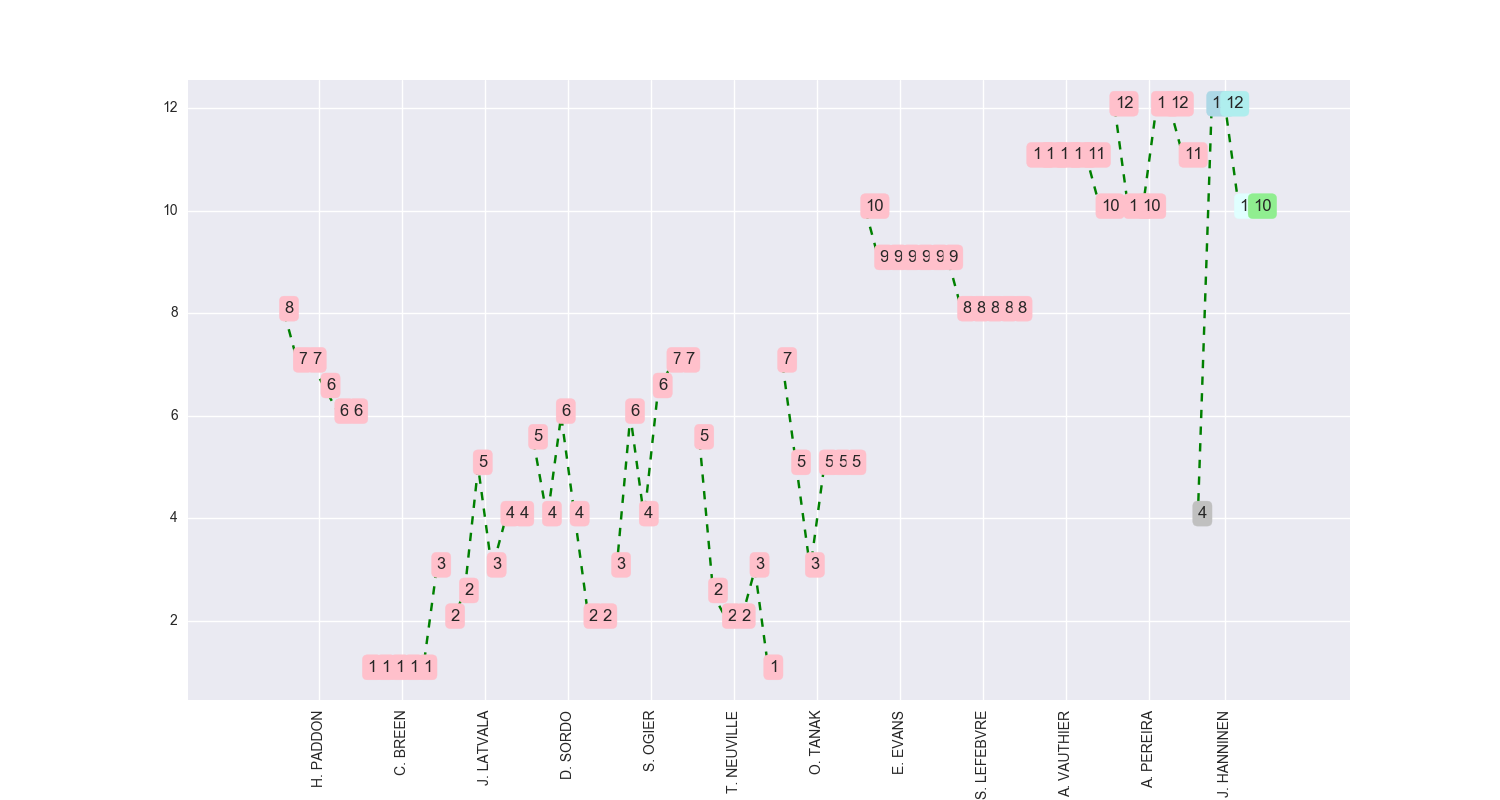 12 12 1 12 1 12
1 1 1 1 11 11
10 10 10 1 10 1 10
9 9 9 9 9 9
8 8 8 8 8 8 8
7 7 7 7 7
6 6
6 6 6 6 6
5 5
5 5 5 5 5
4 4 4 4 4 4 4
3 3 3 3 3
2 2
2 2 2 2 2 2
1 1 1 1 1 1
H. PADDON
C. BREEN
J. LATVALA
D. SORDO
S. OGIER
T. NEUVILLE
O. TANAK
E. EVANS
S. LEFEBVRE
A. VAUTHIER
A. PEREIRA
J. HANNINEN